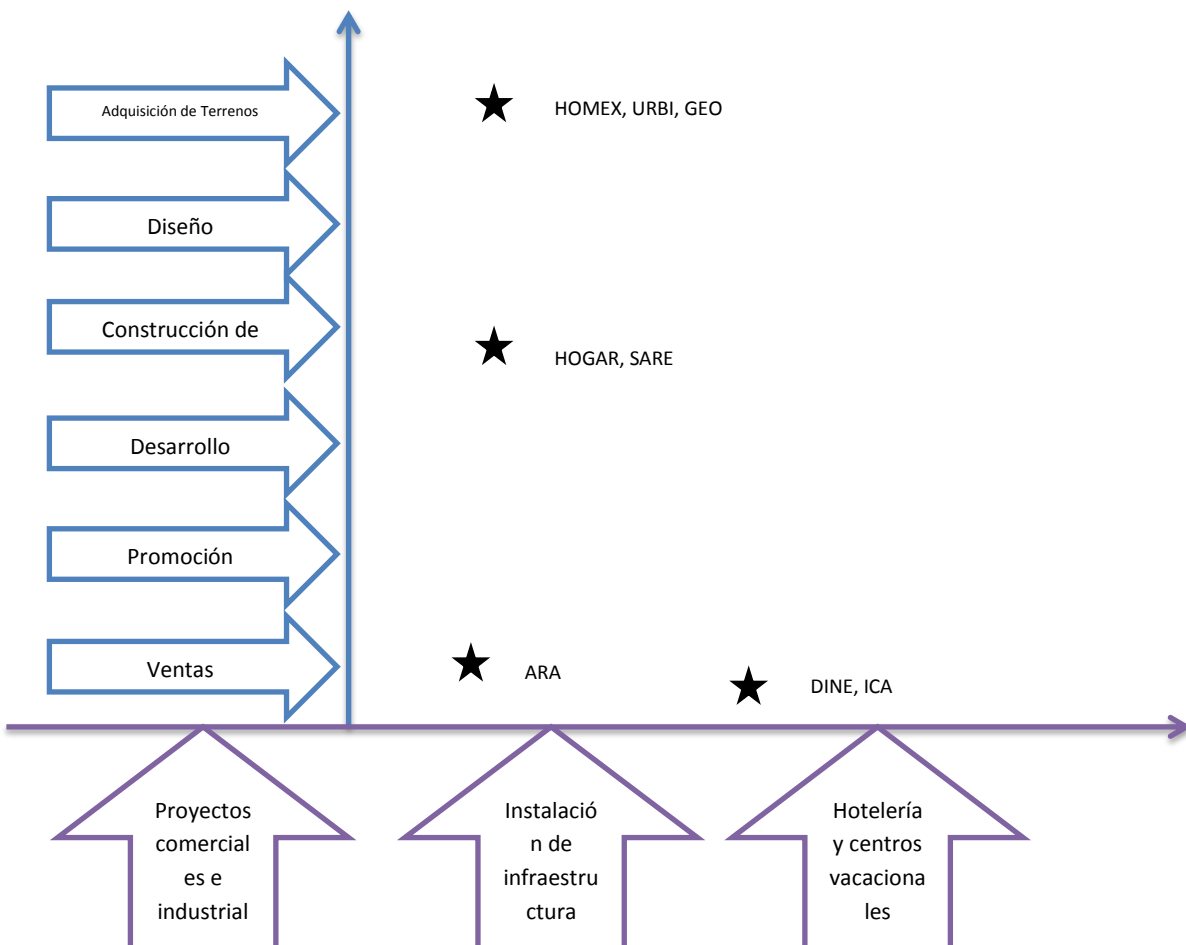 Adquisición de Terrenos
HOMEX, URBI, GEO
Diseño
Construcción de
HOGAR, SARE
Desarrollo
Promoción
Ventas
ARA
DINE, ICA
Proyectos
comercial
es e
industrial
Instalació
n de
infraestru
ctura
Hotelería
y centros
vacaciona
les